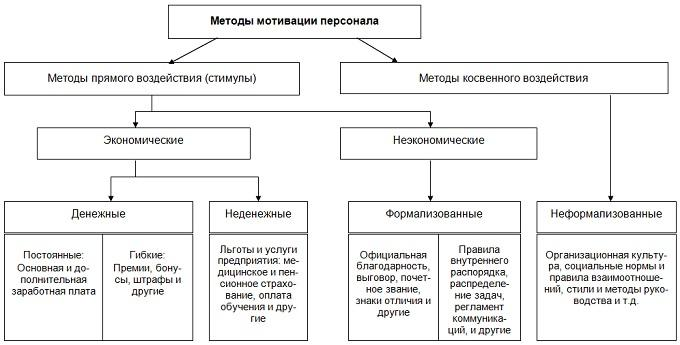 Методы мотивации персонала
Методы прямого воздействия (стимулы)
Методы косвенного воздействия
Экономические
Неэкономические
Денежные
Неденежные
Формализованные
Неформализованные
Постоянные:
Основная и до-
полнительная
заработная плата
Гибкие:
Премии, бону-
сы, штрафы и
другие
Льготы и услуги
предприятия: ме-
дицинское и пен-
сионное страхо-
вание, оплата
обучения и дру-
гие
Официальная
благодарность,
выговор, почет-
ное звание,
знаки отличия и
другие
Правила
внутреннего
распорядка,
распределе-
ние задач,
регламент
коммуника-
ций, и другие
Организационная культу-
ра, социальные нормы и
правила взаимоотноше-
ний, стили и методы руко-
водства и т.д.